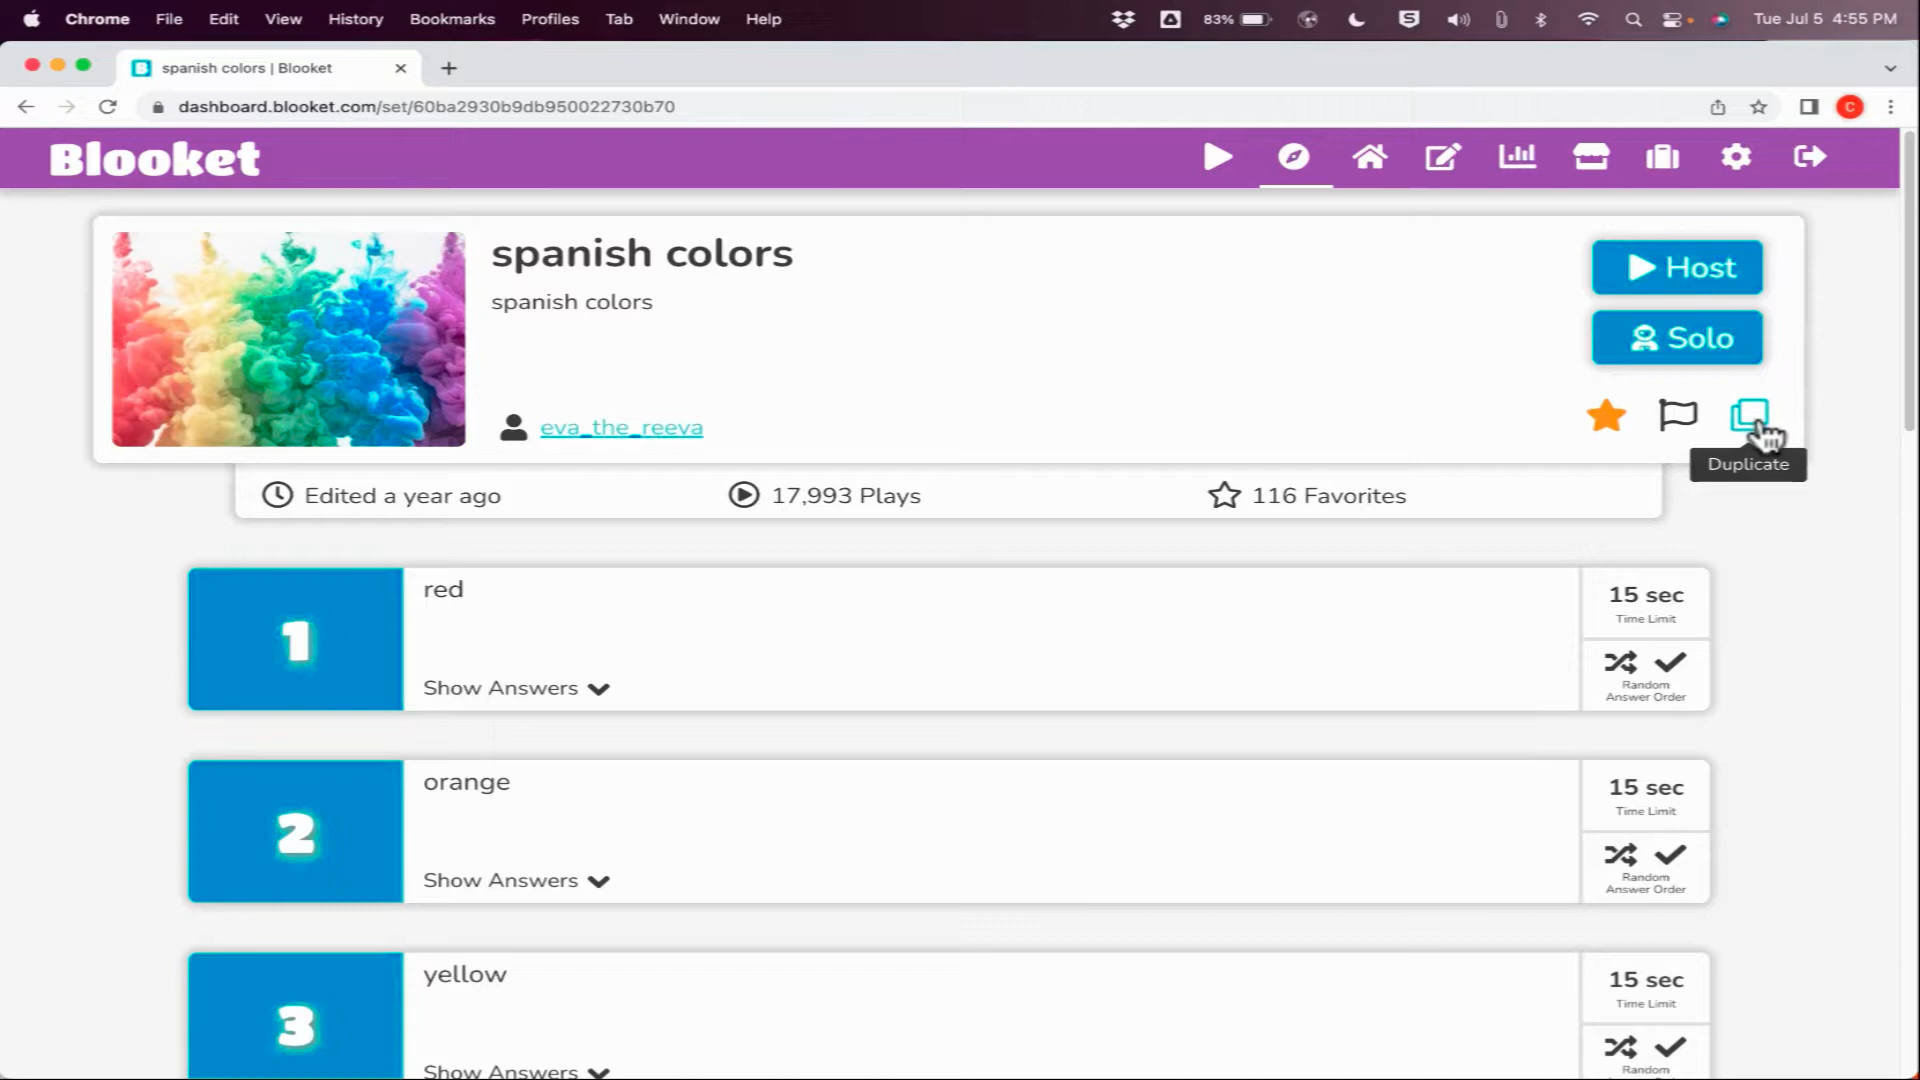 Chrome File Edit View History Bookmarks Profiles Tab Window Help 83% Tue Jul 5 4:55 PM
spanish colors | Blooket
dashboard.blooket.com/set/60ba2930b9db950022730b70
C
Blooket
spanish colors
spanish colors
eva_the_reeva
Host
Solo
Duplicate
Edited a year ago
17,993 Plays
116 Favorites
1
red
Show Answers
15 sec
Time Limit
Random
Answer Order
2
orange
Show Answers
15 sec
Time Limit
Random
Answer Order
3
yellow
Show Answers
15 sec
Time Limit
Random